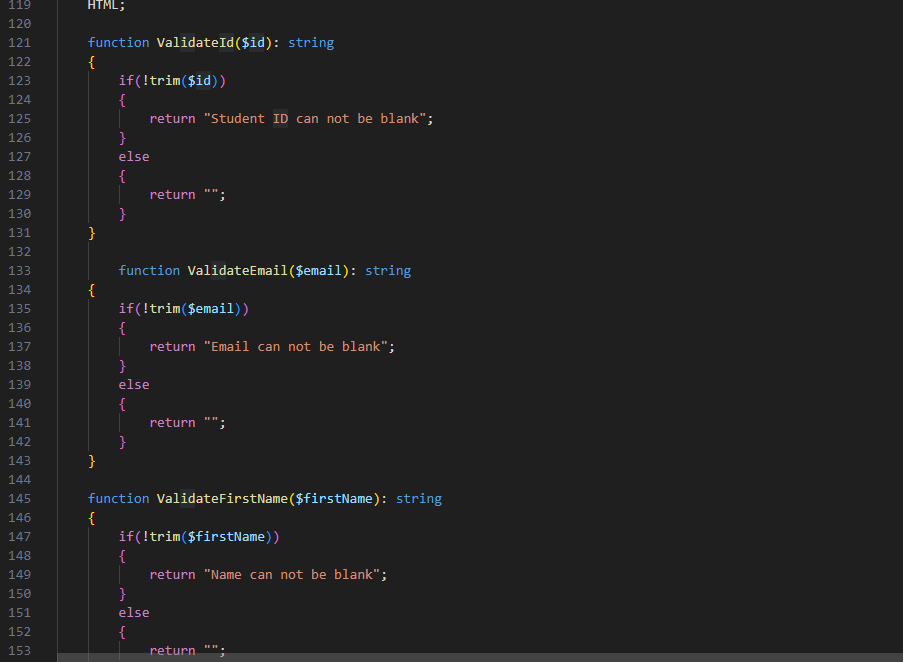 119 HTML;
120
121 function ValidateId($id): string
122 {
123 if(!trim($id))
124 {
125 return "Student ID can not be blank";
126 }
127 else
128 {
129 return "";
130 }
131 }
132
133 function ValidateEmail($email): string
134 {
135 if(!trim($email))
136 {
137 return "Email can not be blank";
138 }
139 else
140 {
141 return "";
142 }
143 }
144
145 function ValidateFirstName($firstName): string
146 {
147 if(!trim($firstName))
148 {
149 return "Name can not be blank";
150 }
151 else
152 {
153 return "";